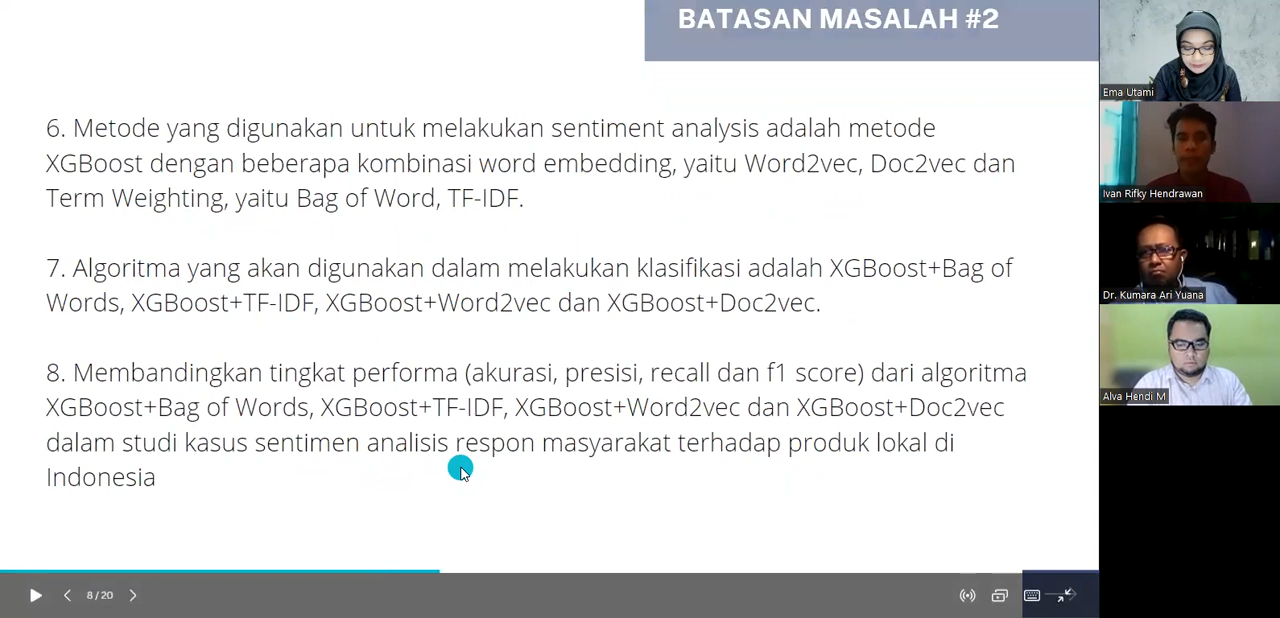 BATASAN MASALAH #2
6. Metode yang digunakan untuk melakukan sentiment analysis adalah metode
XGBoost dengan beberapa kombinasi word embedding, yaitu Word2vec, Doc2vec dan
Term Weighting, yaitu Bag of Word, TF-IDF.
7. Algoritma yang akan digunakan dalam melakukan klasifikasi adalah XGBoost+Bag of
Words, XGBoost+TF-IDF, XGBoost+Word2vec dan XGBoost+Doc2vec.
8. Membandingkan tingkat performa (akurasi, presisi, recall dan f1 score) dari algoritma
XGBoost+Bag of Words, XGBoost+TF-IDF, XGBoost+Word2vec dan XGBoost+Doc2vec
dalam studi kasus sentimen analisis respon masyarakat terhadap produk lokal di
Indonesia
8 / 20
Ema Utami
Ivan Rifky Hendrawan
Dr. Kumara Ari Yuana
Alva Hendi M